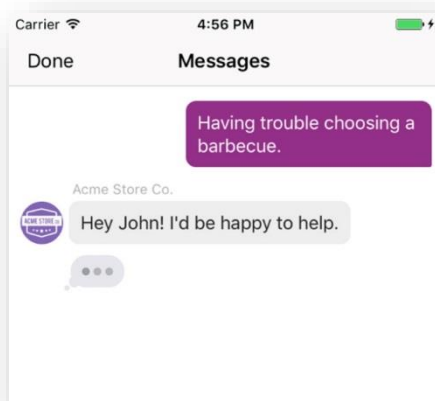 Carrier 4:56 PM
Done Messages
Having trouble choosing a
barbecue.
Acme Store Co.
ACME STORE
Hey John! I'd be happy to help.